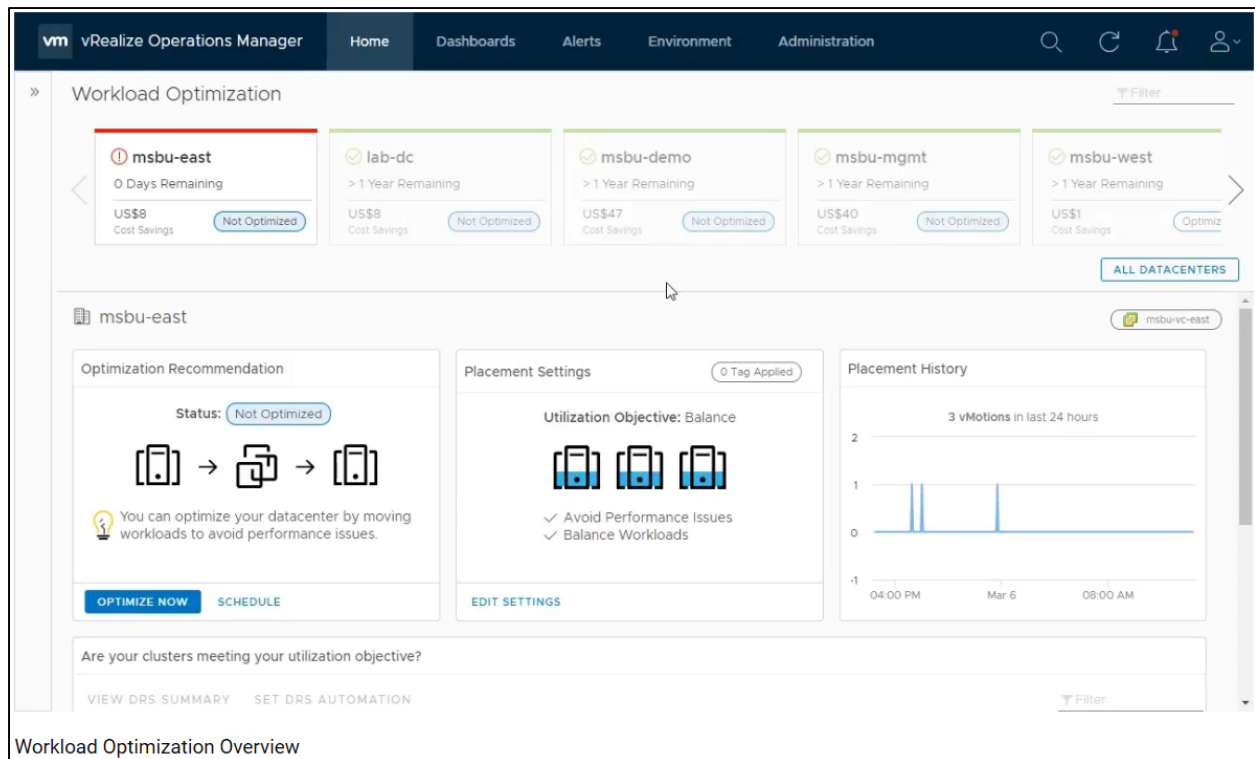 vm vRealize Operations Manager Home Dashboards Alerts Environment Administration
Workload Optimization
Filter
msbu-east lab-dc msbu-demo msbu-mgmt msbu-west
0 Days Remaining > 1 Year Remaining > 1 Year Remaining > 1 Year Remaining > 1 Year Remaining
US$8 Not Optimized US$8 Not Optimized US$47 Not Optimized US$40 Not Optimized US$1 Optimiz
Cost Savings Cost Savings Cost Savings Cost Savings Cost Savings
ALL DATACENTERS
msbu-east msbu-vc-east
Optimization Recommendation
Status: Not Optimized
You can optimize your datacenter by moving
workloads to avoid performance issues.
OPTIMIZE NOW SCHEDULE
Placement Settings 0 Tag Applied
Utilization Objective: Balance
Avoid Performance Issues
Balance Workloads
EDIT SETTINGS
Placement History
3 vMotions in last 24 hours
2
1
0
-1
04:00 PM Mar 6 08:00 AM
Are your clusters meeting your utilization objective?
VIEW DRS SUMMARY SET DRS AUTOMATION Filter
Workload Optimization Overview